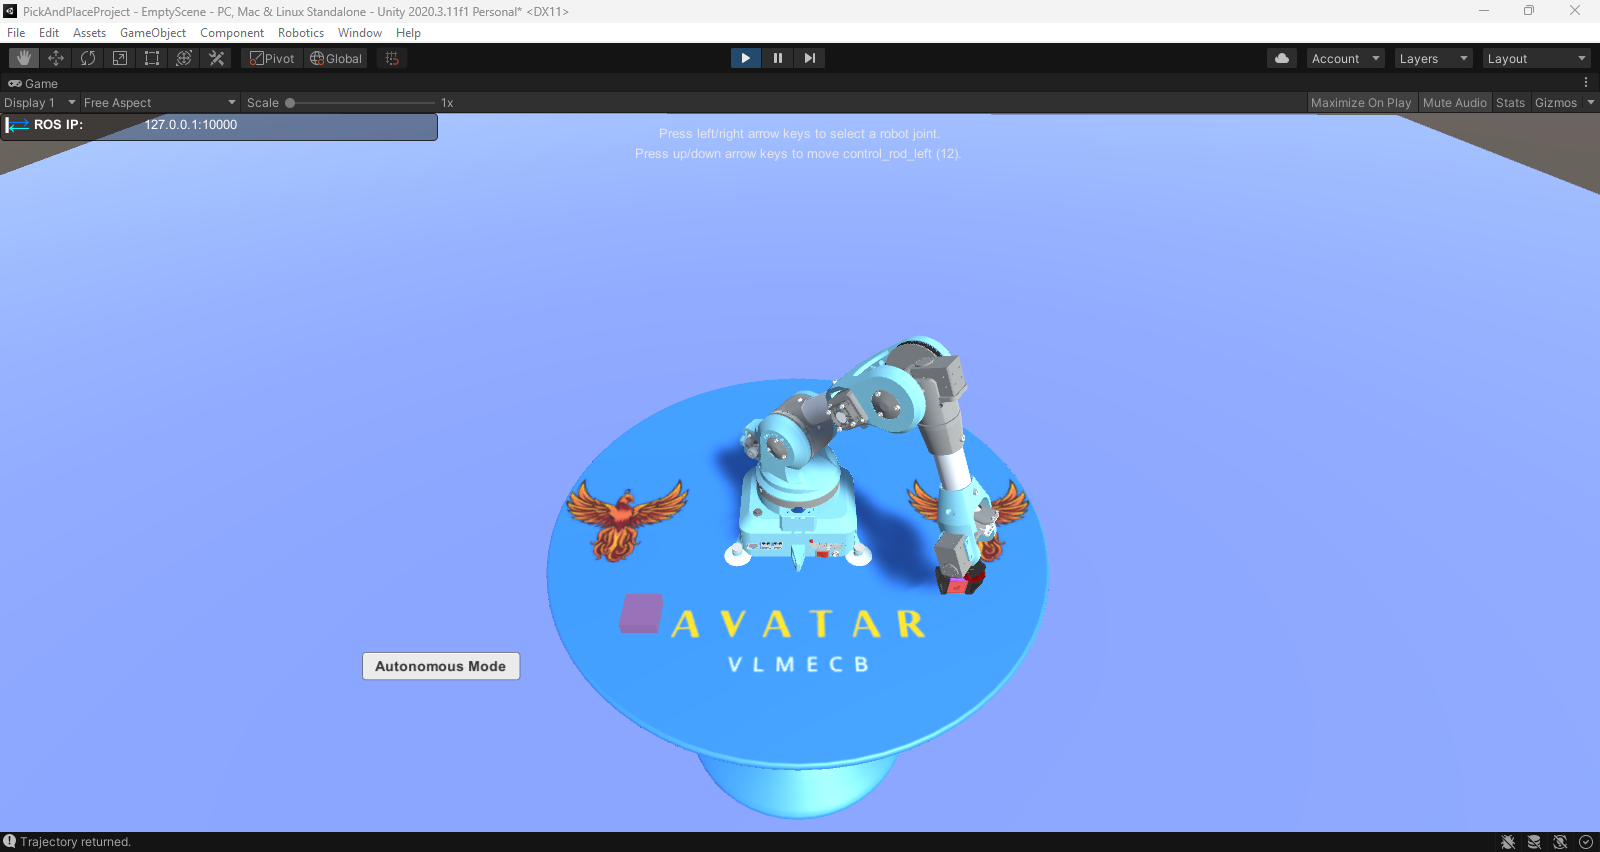 PickAndPlaceProject - EmptyScene - PC, Mac & Linux Standalone - Unity 2020.3.11f1 Personal* <DX11>
File Edit Assets GameObject Component Robotics Window Help
Pivot Global Account Layers Layout
Game
Display 1 Free Aspect Scale 1x Maximize On Play Mute Audio Stats Gizmos
ROS IP: 127.0.0.1:10000
Press left/right arrow keys to select a robot joint.
Press up/down arrow keys to move control_rod_left (12).
AVATAR
VLMECB
Autonomous Mode
Trajectory returned.